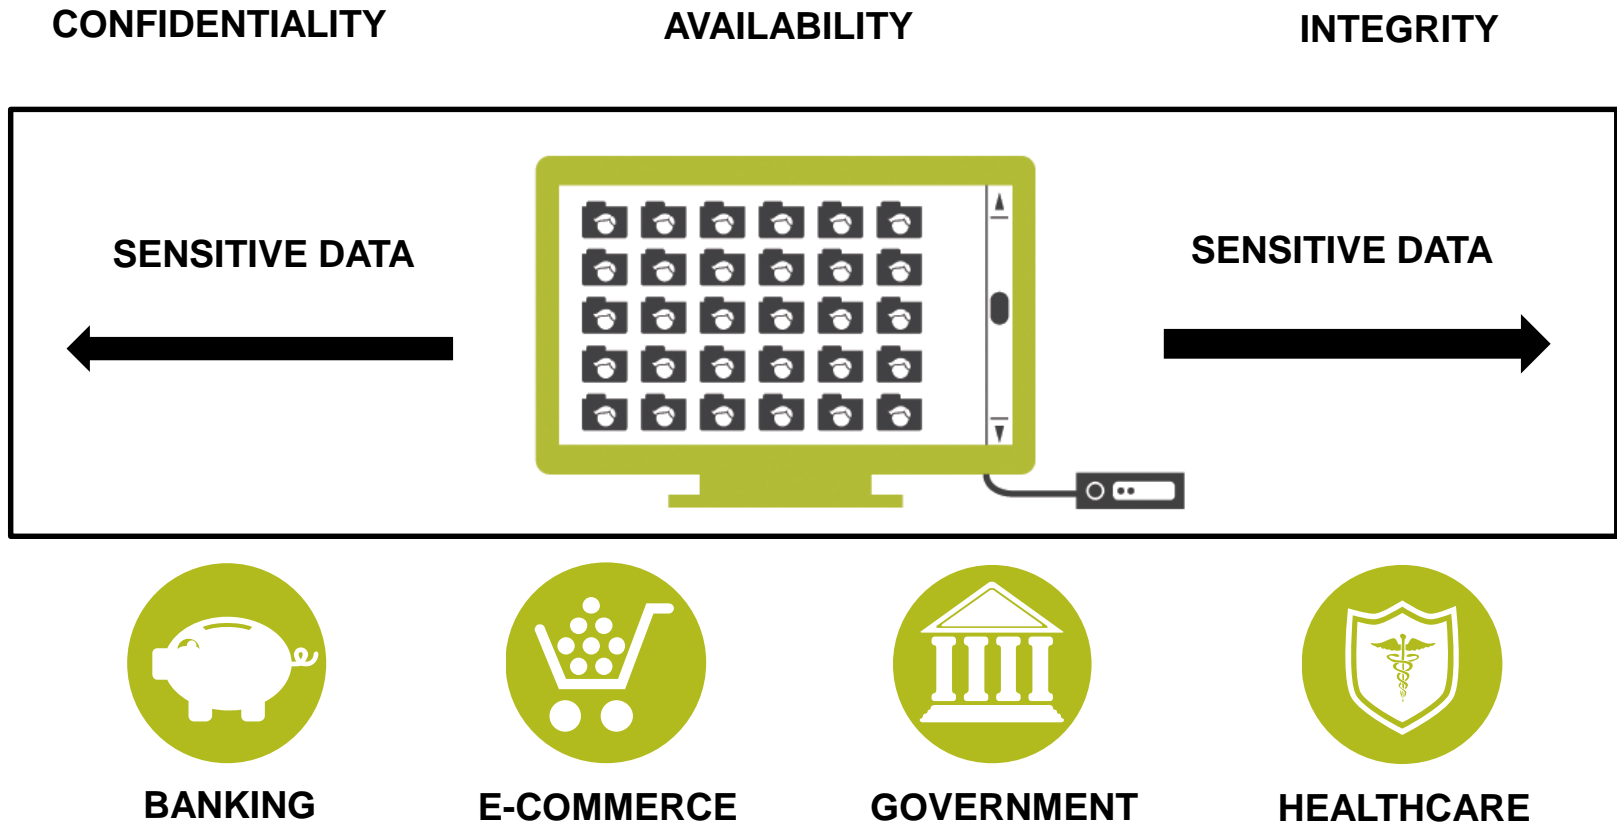 CONFIDENTIALITY
AVAILABILITY
INTEGRITY
SENSITIVE DATA
SENSITIVE DATA
BANKING
E-COMMERCE
GOVERNMENT
HEALTHCARE